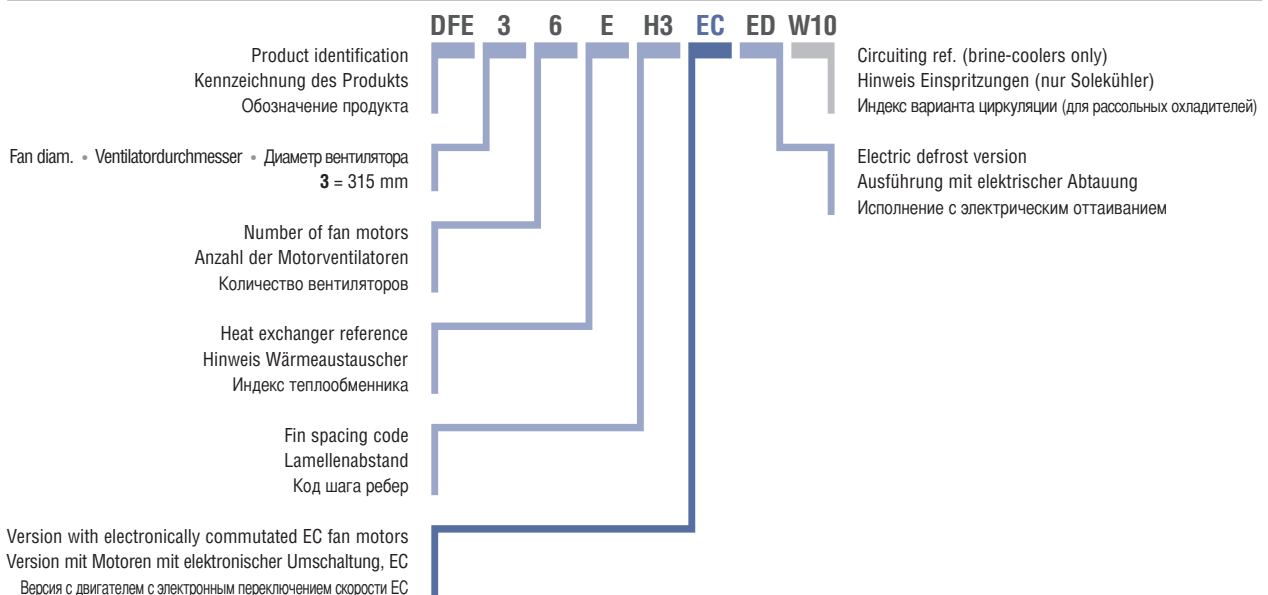 DFE 3 6 E H3 EC ED W10
Product identification
Kennzeichnung des Produkts
Обозначение продукта
Circuiting ref. (brine-coolers only)
Hinweis Einspritzungen (nur Solekühler)
Индекс варианта циркуляции (для рассольных охладителей)
Fan diam. • Ventilatordurchmesser • Диаметр вентилятора
3 = 315 mm
Electric defrost version
Ausführung mit elektrischer Abtauung
Исполнение с электрическим оттаиванием
Number of fan motors
Anzahl der Motorventilatoren
Количество вентиляторов
Heat exchanger reference
Hinweis Wärmeaustauscher
Индекс теплообменника
Fin spacing code
Lamellenabstand
Код шага ребер
Version with electronically commutated EC fan motors
Version mit Motoren mit elektronischer Umschaltung, EC
Версия с двигателем с электронным переключением скорости EC